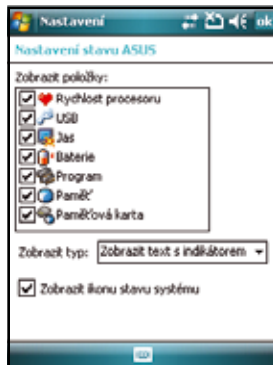 Nastavení ok
Nastavení stavu ASUS
Zobrazit položky:
Rychlost procesoru
USB
Jas
Baterie
Program
Paměť
Paměťová karta
Zobrazit typ: Zobrazit text s indikátorem
Zobrazit ikonu stavu systému